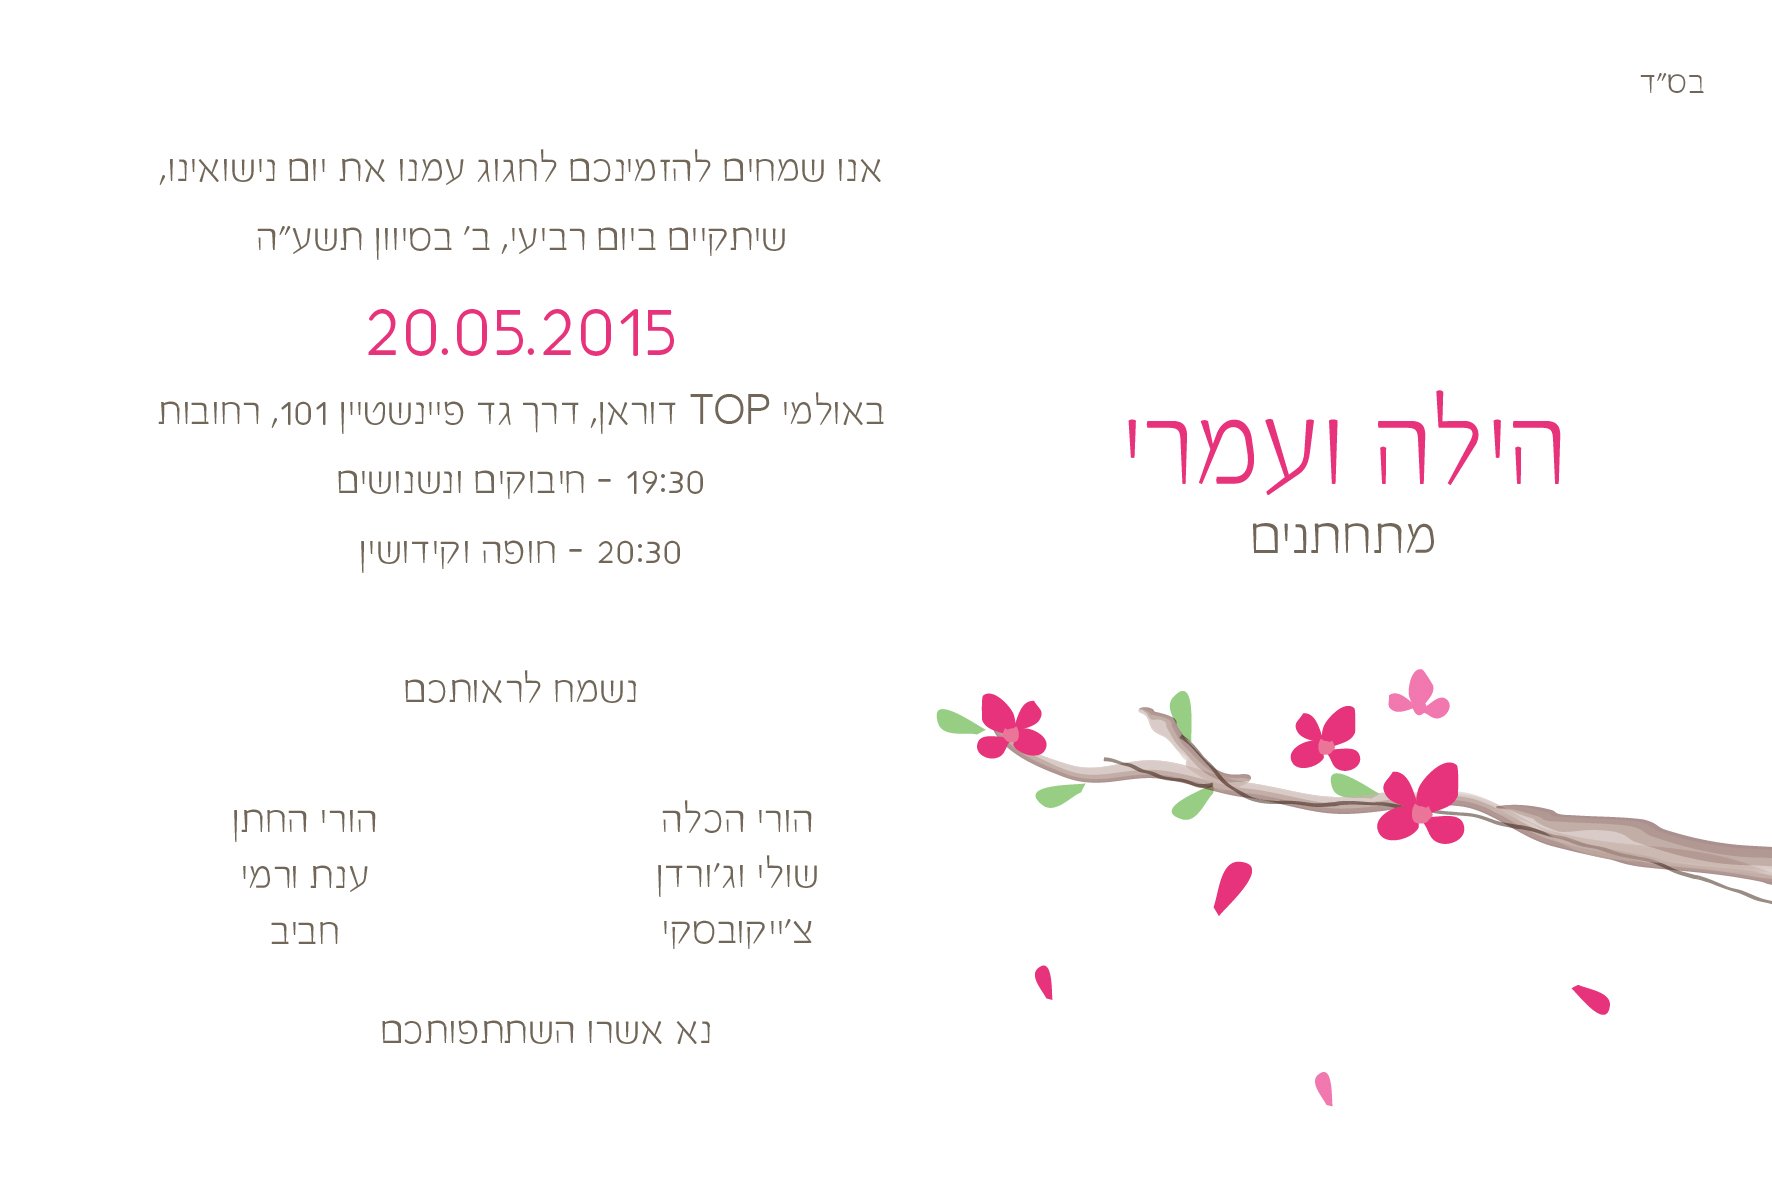 בס"ד
הילה ועמרי
מתחתנים
אנו שמחים להזמינכם לחגוג עמנו את יום נישואינו,
שיתקיים ביום רביעי, ב' בסיוון תשע"ה
20.05.2015
באולמי TOP דוראן, דרך גד פיינשטיין 101, רחובות
19:30 - חיבוקים ונשנושים
20:30 - חופה וקידושין
נשמח לראותכם
הורי הכלה
שולי וג'ורדן
צ'ייקובסקי
הורי החתן
ענת ורמי
חביב
נא אשרו השתתפותכם